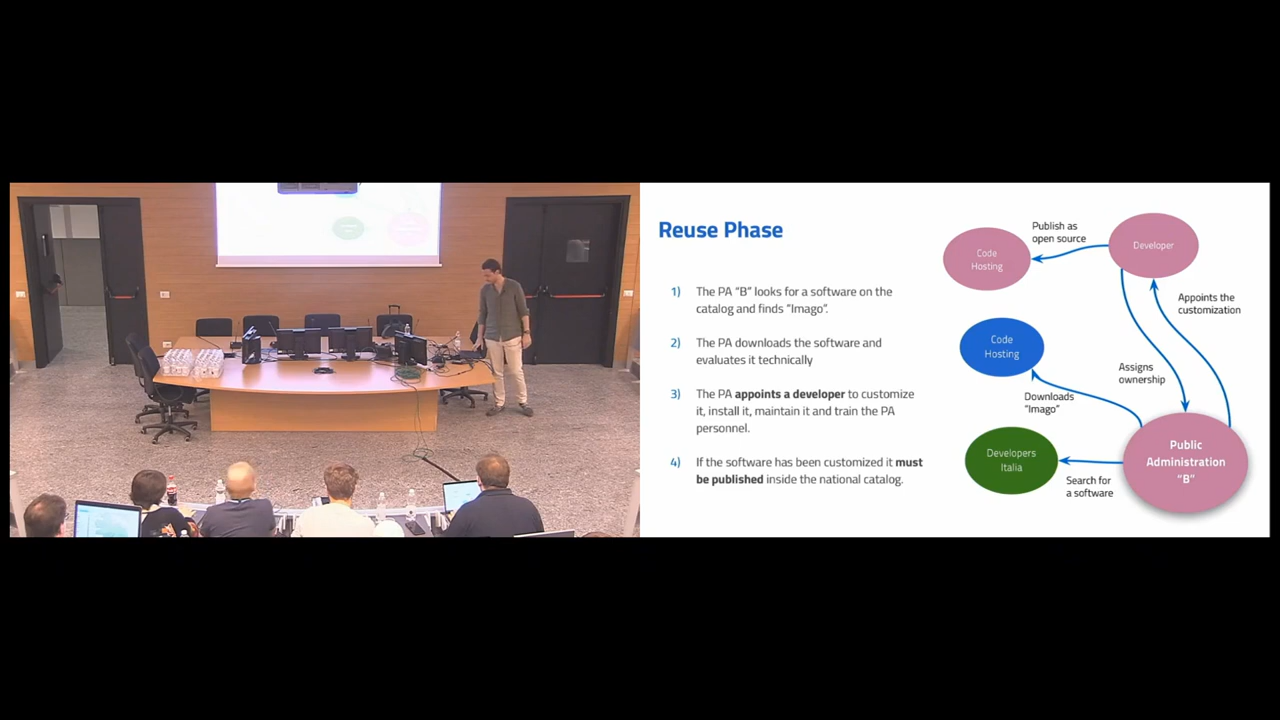 Reuse Phase
1) The PA “B” looks for a software on the
catalog and finds “Imago”.
2) The PA downloads the software and
evaluates it technically
3) The PA appoints a developer to customize
it, install it, maintain it and train the PA
personnel.
4) If the software has been customized it must
be published inside the national catalog.
Publish as
open source
Code
Hosting
Developer
Appoints the
customization
Code
Hosting
Assigns
ownership
Downloads
“Imago”
Developers
Italia
Search for
a software
Public
Administration
“B”